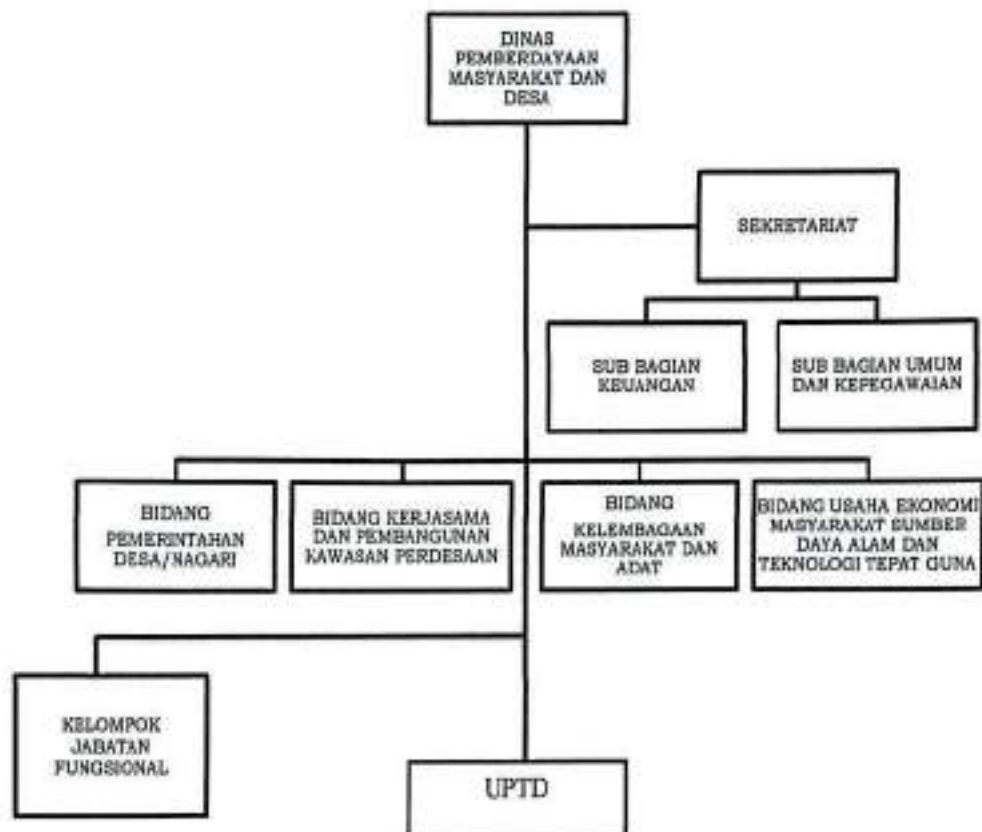 DINAS
PEMBERDAYAAN
MASYARAKAT DAN
DESA
SEKRETARIAT
SUB BAGIAN
KEUANGAN
SUB BAGIAN UMUM
DAN KEPEGAWAIAN
BIDANG
PEMERINTAHAN
DESA/NAGARI
BIDANG KERJASAMA
DAN PEMBANGUNAN
KAWASAN PERDESAAN
BIDANG
KELEMBAGAAN
MASYARAKAT DAN
ADAT
BIDANG USAHA EKONOMI
MASYARAKAT SUMBER
DAYA ALAM DAN
TEKNOLOGI TEPAT GUNA
KELOMPOK
JABATAN
FUNGSIONAL
UPTD